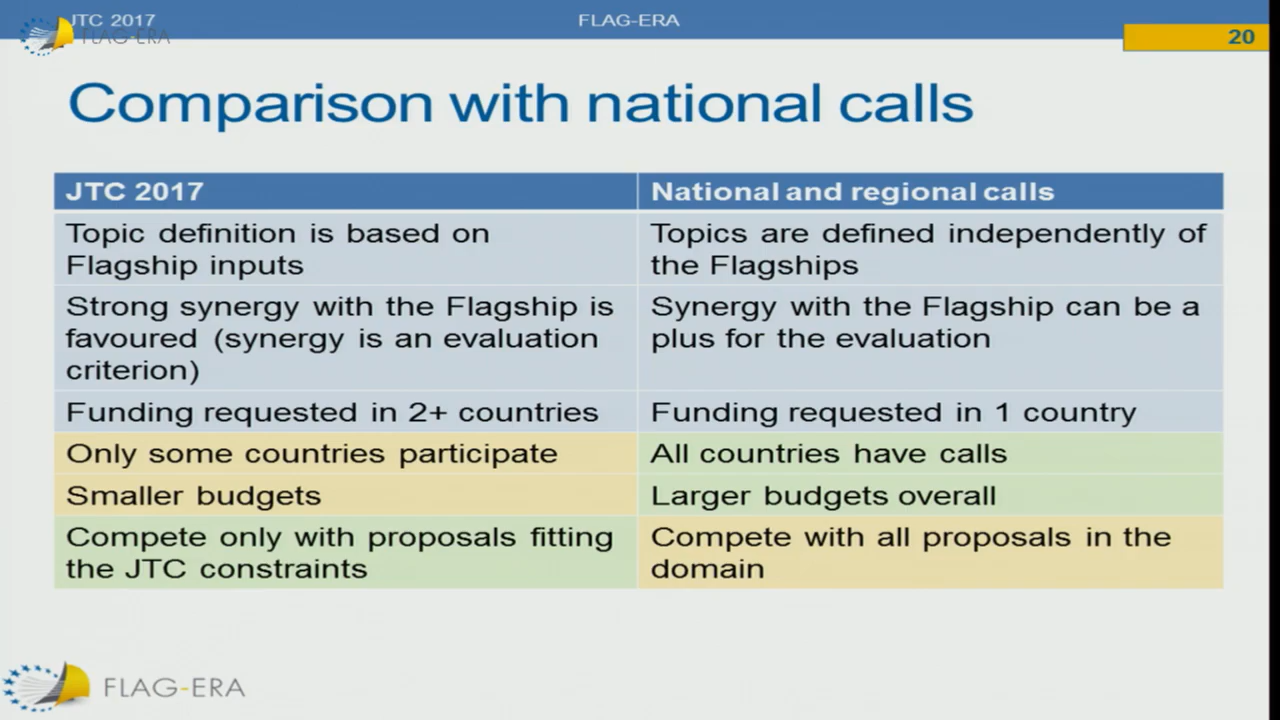 JTC 2017
FLAG-ERA
FLAG-ERA
20
Comparison with national calls
JTC 2017
National and regional calls
Topic definition is based on
Flagship inputs
Topics are defined independently of
the Flagships
Strong synergy with the Flagship is
favoured (synergy is an evaluation
criterion)
Synergy with the Flagship can be a
plus for the evaluation
Funding requested in 2+ countries
Funding requested in 1 country
Only some countries participate
All countries have calls
Smaller budgets
Larger budgets overall
Compete only with proposals fitting
the JTC constraints
Compete with all proposals in the
domain
FLAG-ERA